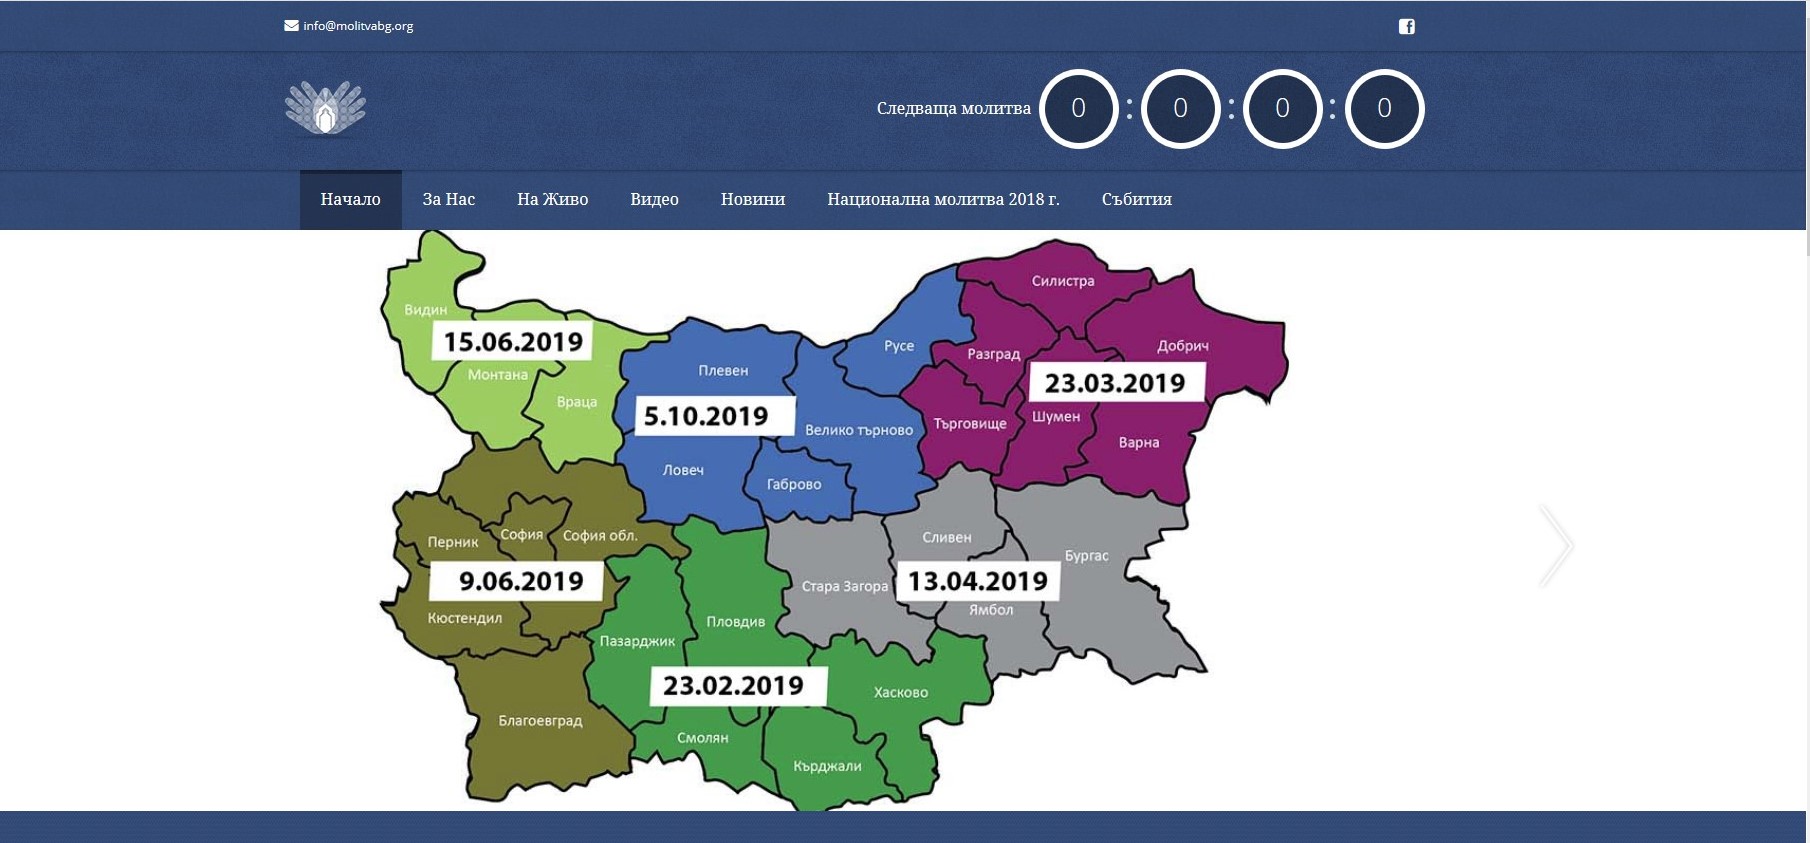 info@molitvabg.org
Следваща молитва 0 : 0 : 0 : 0
Начало За Нас На Живо Видео Новини Национална молитва 2018 г. Събития
Видин
15.06.2019
Монтана
Враца
Плевен
5.10.2019
Велико търново
Ловеч
Габрово
Русе
Силистра
Разград
Добрич
23.03.2019
Търговище
Шумен
Варна
Перник
София
София обл.
9.06.2019
Кюстендил
Благоевград
Сливен
Бургас
Стара Загора
13.04.2019
Ямбол
Пловдив
Пазарджик
23.02.2019
Хасково
Смолян
Кърджали